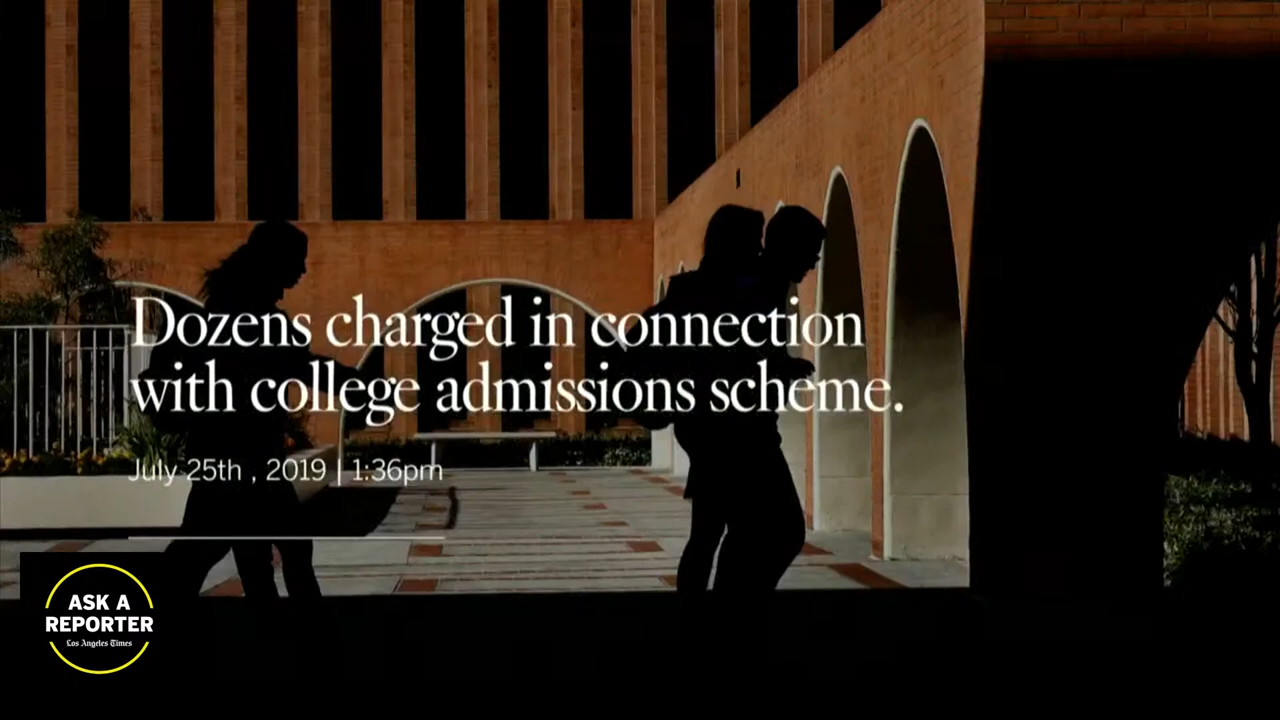 Dozens charged in connection
with college admissions scheme.
July 25th , 2019 | 1:36pm
ASK A
REPORTER
Los Angeles Times